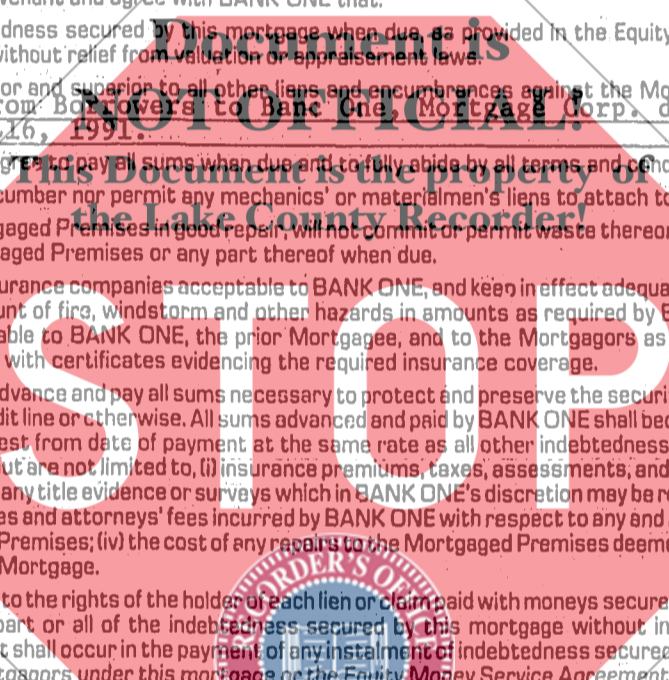 venant and agree with BANK ONE that:
dness secured by this mortgage when due, as provided in the Equity
without relief from valuation or appraisement laws.
or and superior to all other liens and encumbrances against the Mo
rom Borrowers to Banc One, Mortgage Corp.
16, 1991.
gree to pay all sums when due and to fully abide by all terms and cond
cumber nor permit any mechanics' or materialmen's liens to attach to
gaged Premises in good repair, will not commit or permit waste thereon
aged Premises or any part thereof when due.
urance companies acceptable to BANK ONE, and keep in effect adequa
unt of fire, windstorm and other hazards in amounts as required by B
able to BANK ONE, the prior Mortgagee, and to the Mortgagors as
with certificates evidencing the required insurance coverage.
dvance and pay all sums necessary to protect and preserve the securi
dit line or otherwise. All sums advanced and paid by BANK ONE shall bec
est from date of payment at the same rate as all other indebtedness
ut are not limited to, (i) insurance premiums, taxes, assessments, and
any title evidence or surveys which in BANK ONE's discretion may be n
es and attorneys' fees incurred by BANK ONE with respect to any and
Premises; (iv) the cost of any repairs to the Mortgaged Premises deeme
Mortgage.
to the rights of the holder of each lien or claim paid with moneys secure
part or all of the indebtedness secured by this mortgage without in
t shall occur in the payment of any instalment of indebtedness secured
tgagors under this mortgage or the Equity Money Service Agreement
Document is
NOT OFFICIAL!
This Document is the property of
the Lake County Recorder!
STOP
RECORDER'S OFFICE